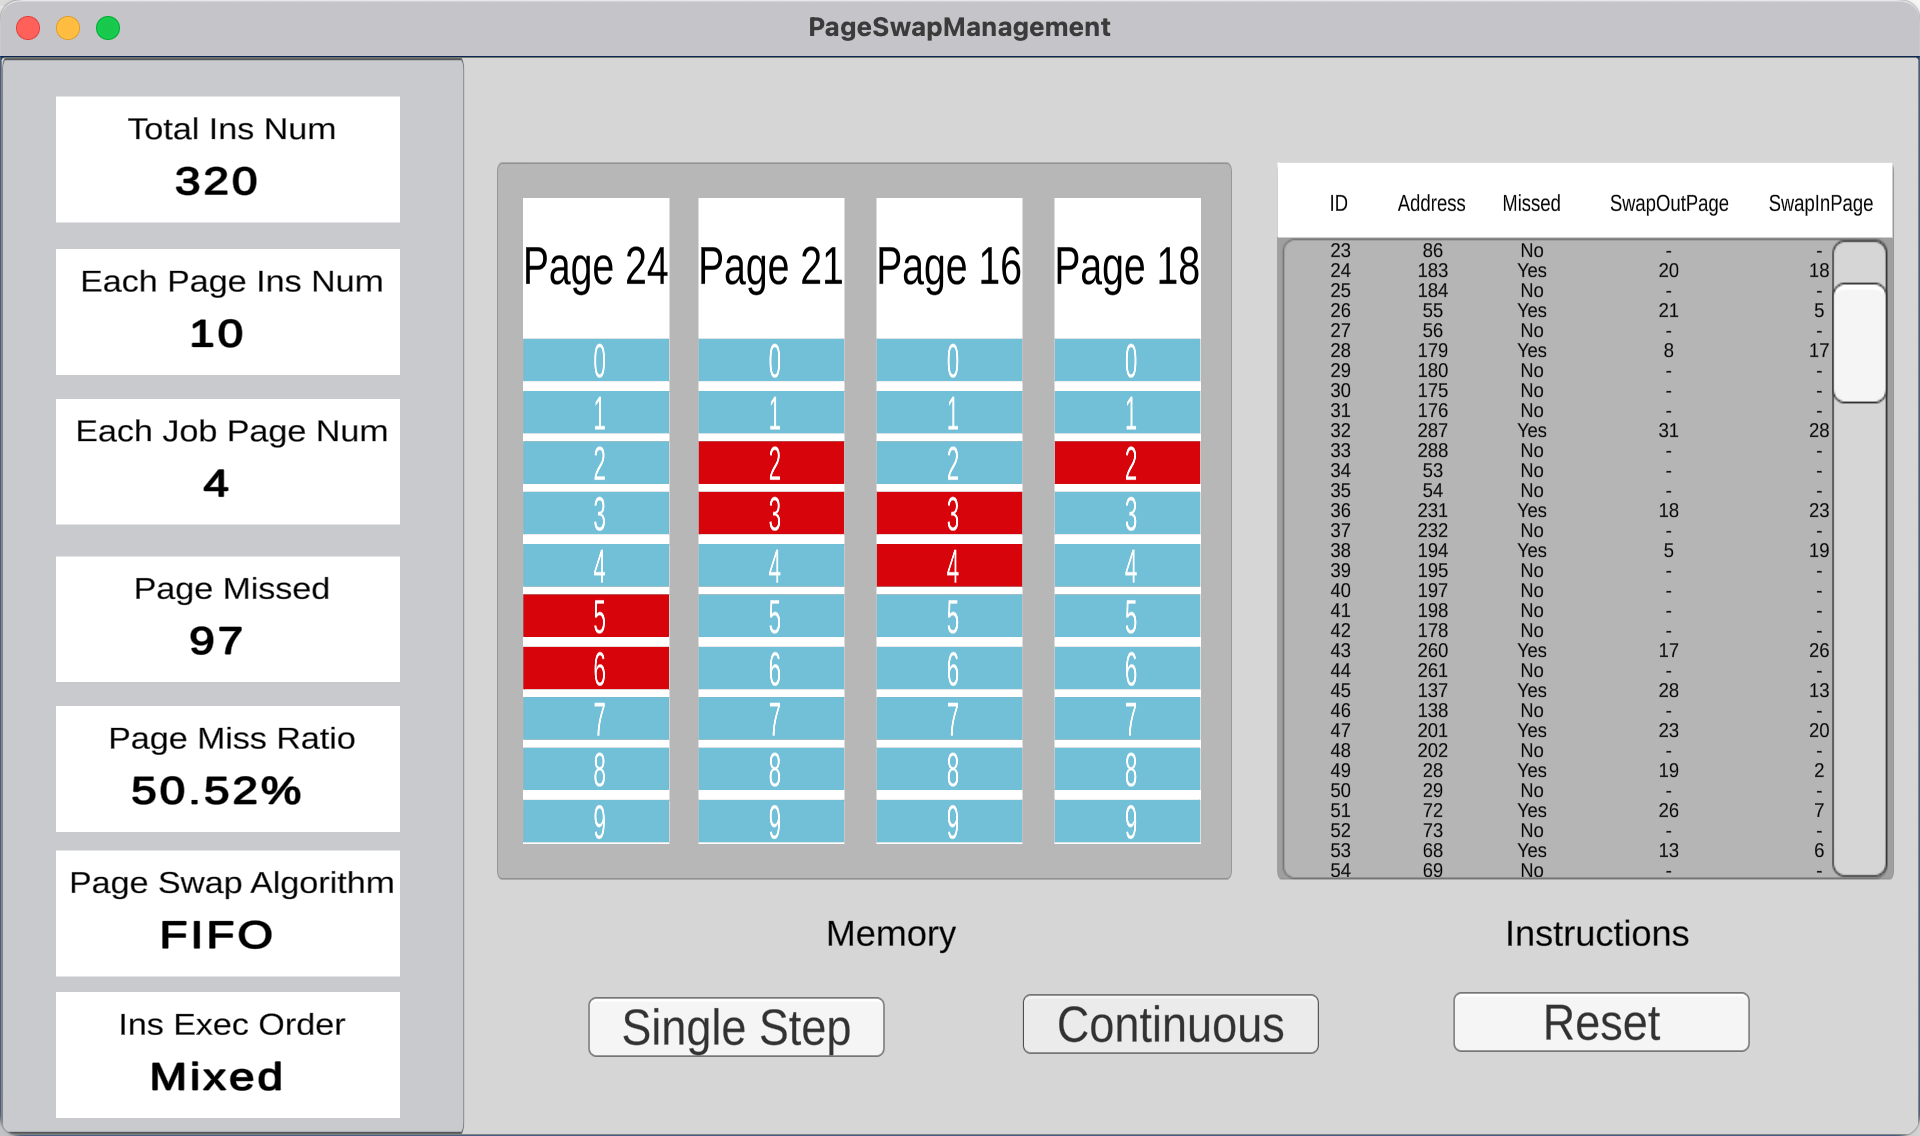 PageSwapManagement
Total Ins Num
320
Each Page Ins Num
10
Each Job Page Num
4
Page Missed
97
Page Miss Ratio
50.52%
Page Swap Algorithm
FIFO
Ins Exec Order
Mixed
Page 24 Page 21 Page 16 Page 18
0 0 0 0
1 1 1 1
2 2 2 2
3 3 3 3
4 4 4 4
5 5 5 5
6 6 6 6
7 7 7 7
8 8 8 8
9 9 9 9
Memory
ID Address Missed SwapOutPage SwapInPage
23 86 No - -
24 183 Yes 20 18
25 184 No - -
26 55 Yes 21 5
27 56 No - -
28 179 Yes 8 17
29 180 No - -
30 175 No - -
31 176 No - -
32 287 Yes 31 28
33 288 No - -
34 53 No - -
35 54 No - -
36 231 Yes 18 23
37 232 No - -
38 194 Yes 5 19
39 195 No - -
40 197 No - -
41 198 No - -
42 178 No - -
43 260 Yes 17 26
44 261 No - -
45 137 Yes 28 13
46 138 No - -
47 201 Yes 23 20
48 202 No - -
49 28 Yes 19 2
50 29 No - -
51 72 Yes 26 7
52 73 No - -
53 68 Yes 13 6
54 69 No - -
Instructions
Single Step
Continuous
Reset